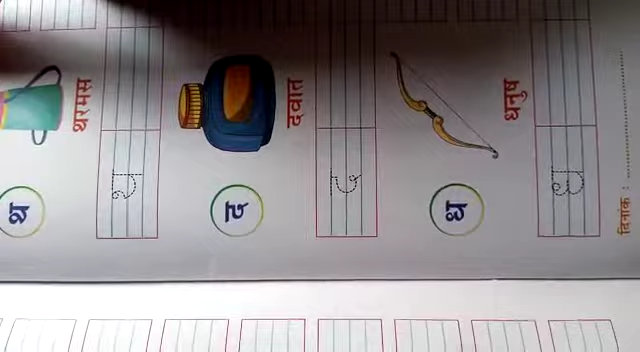 थ थरमस
थ
द दवात
द
ध धनुष
ध
दिनांक :